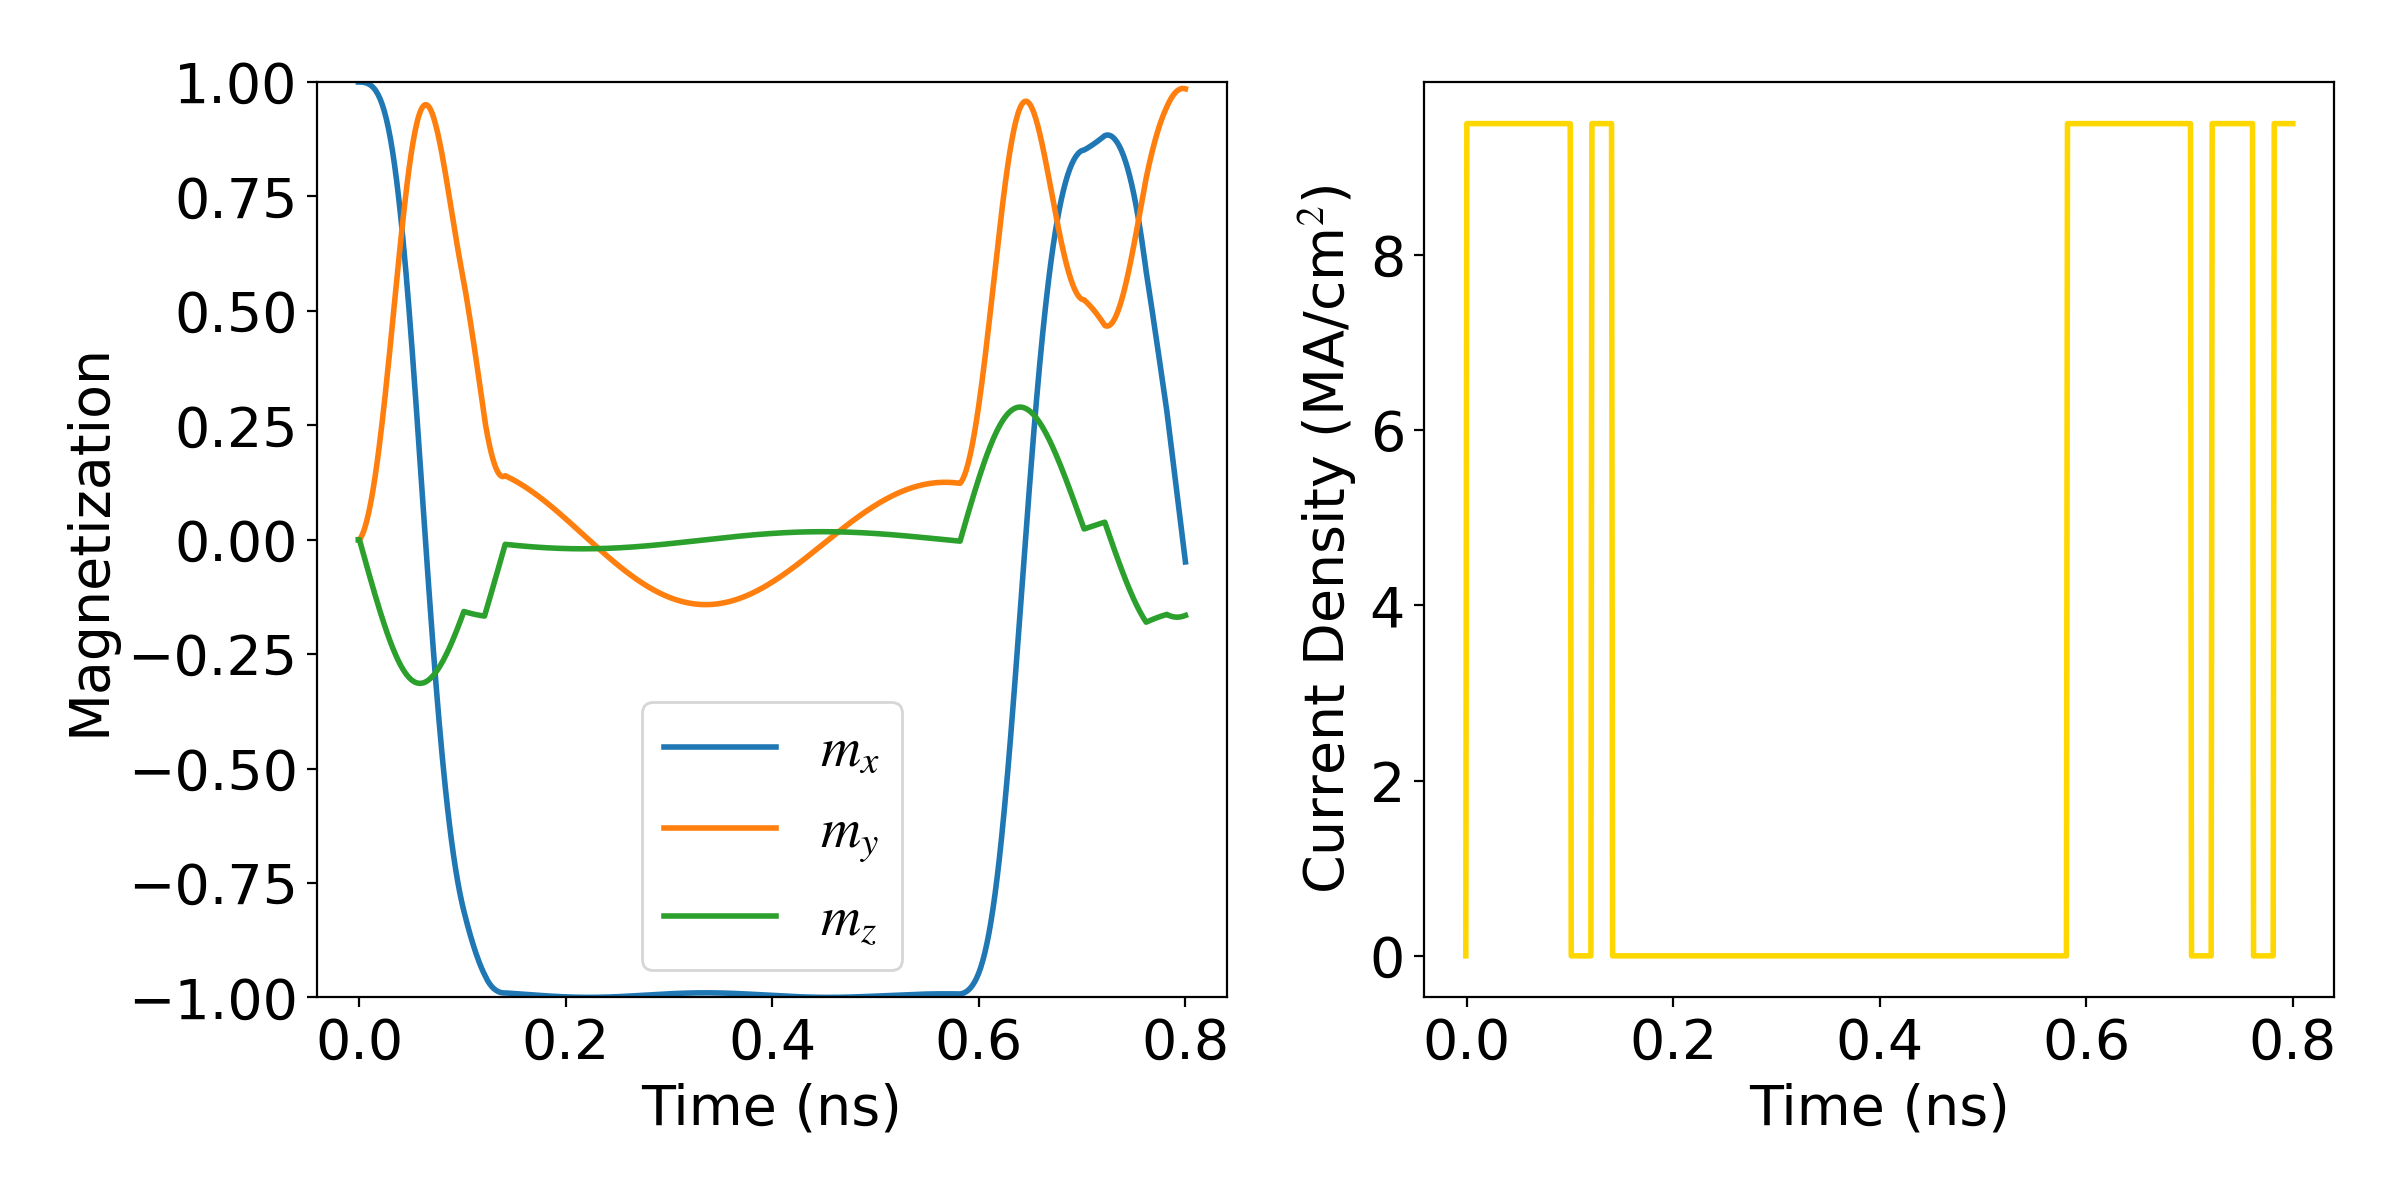 Magnetization
1.00
0.75
0.50
0.25
0.00
−0.25
−0.50
−0.75
−1.00
0.0 0.2 0.4 0.6 0.8
Time (ns)
m_x
m_y
m_z
Current Density (MA/cm²)
8
6
4
2
0
0.0 0.2 0.4 0.6 0.8
Time (ns)